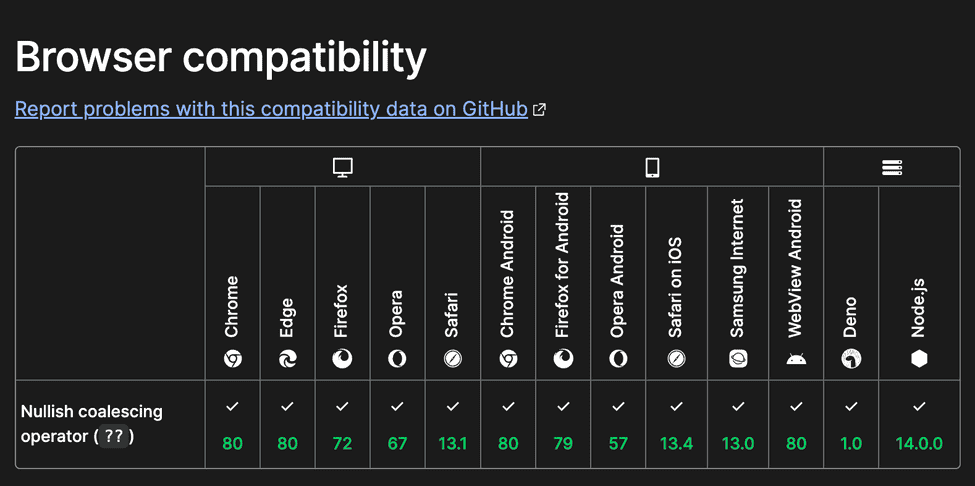 Browser compatibility
Report problems with this compatibility data on GitHub
Chrome
Edge
Firefox
Opera
Safari
Chrome Android
Firefox for Android
Opera Android
Safari on iOS
Samsung Internet
WebView Android
Deno
Node.js
Nullish coalescing
operator (??)
80 80 72 67 13.1 80 79 57 13.4 13.0 80 1.0 14.0.0